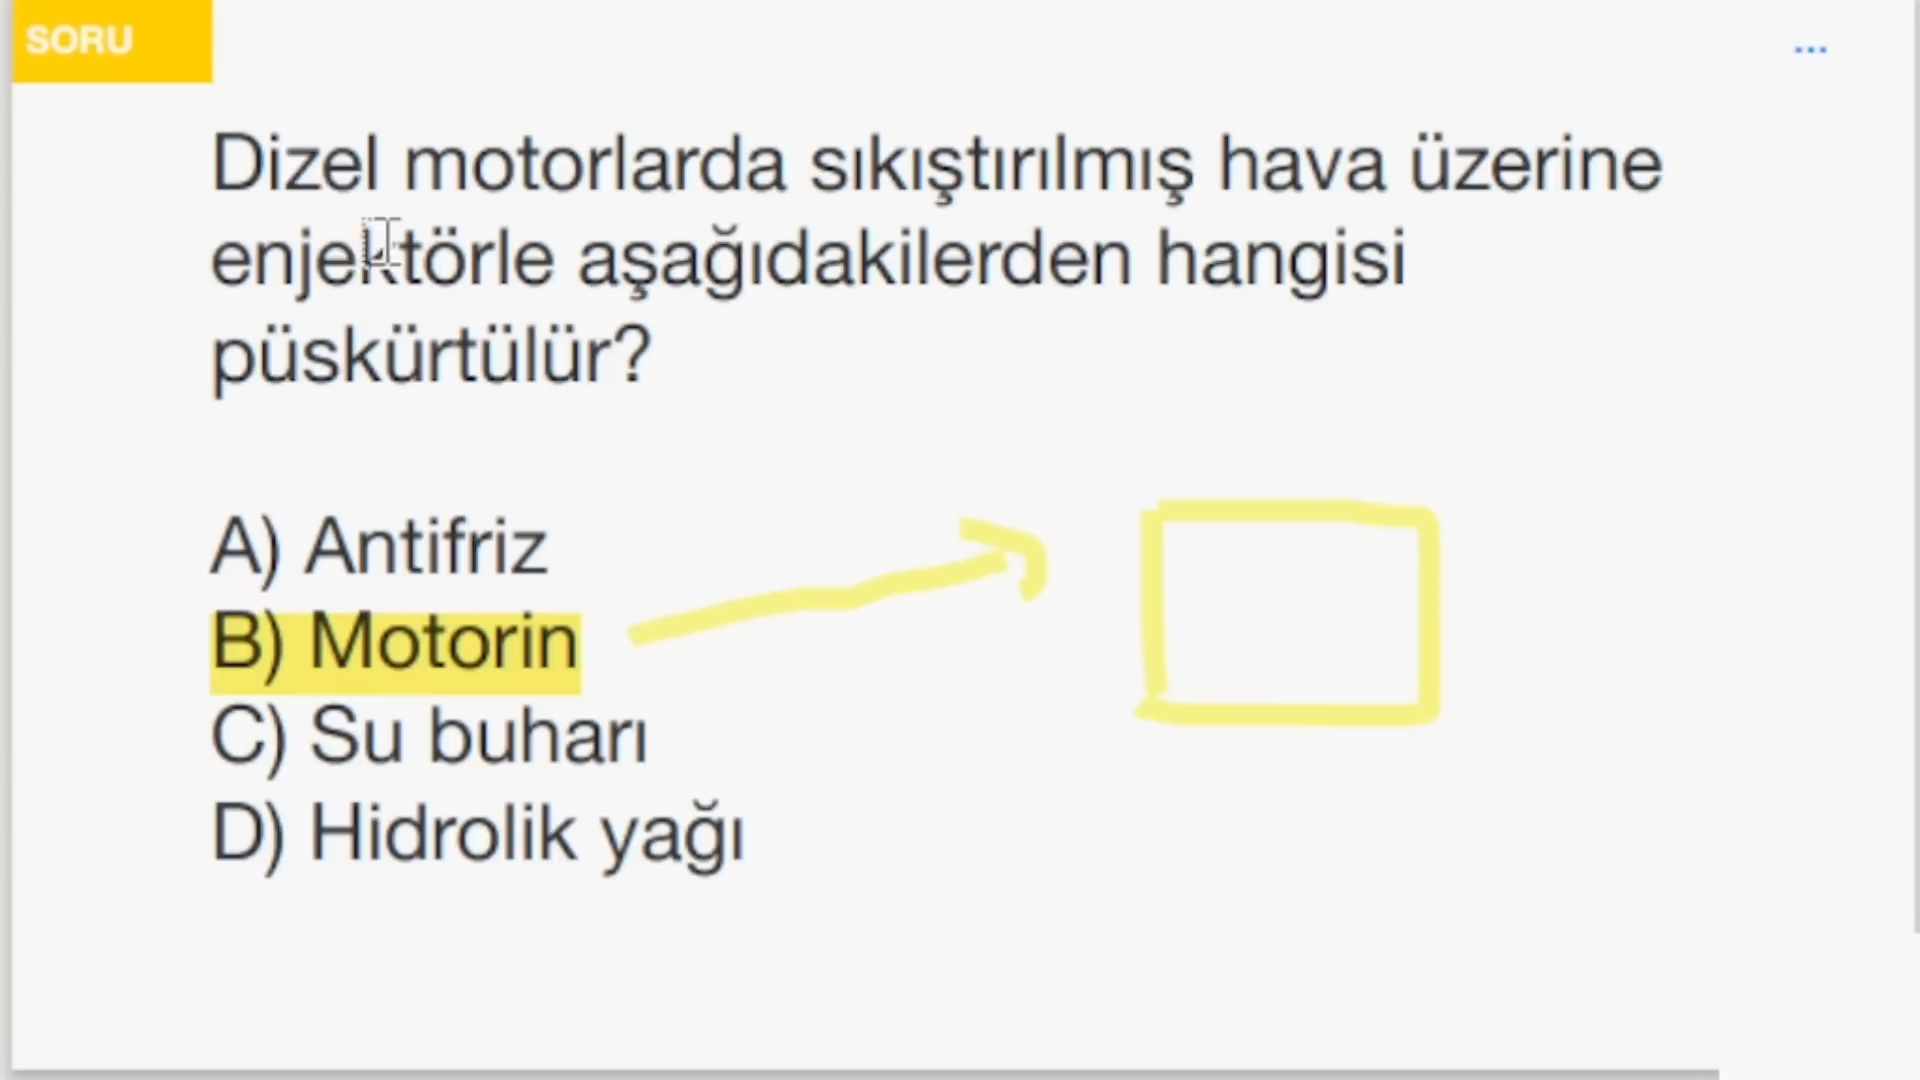 SORU
...
Dizel motorlarda sıkıştırılmış hava üzerine
enjektörle aşağıdakilerden hangisi
püskürtülür?
A) Antifriz
B) Motorin
C) Su buharı
D) Hidrolik yağı